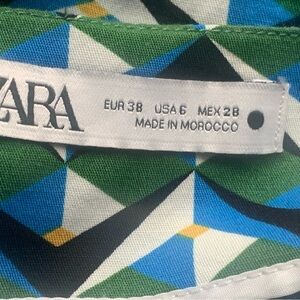 ZARA
EUR 38 USA 6 MEX 28
MADE IN MOROCCO